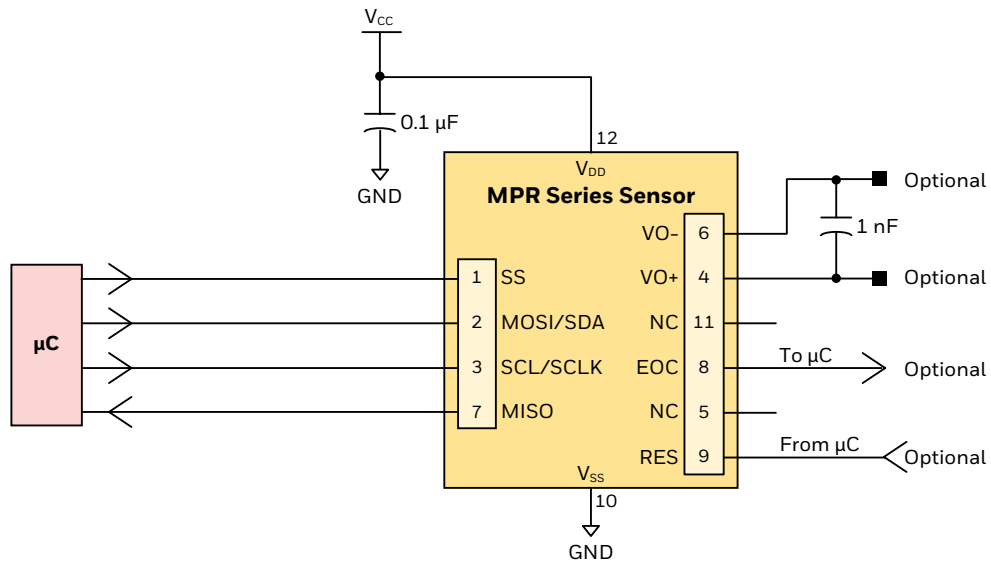 VCC
0.1 µF
GND
12
VDD
MPR Series Sensor
µC
1 SS
2 MOSI/SDA
3 SCL/SCLK
7 MISO
VO- 6
VO+ 4
NC 11
EOC 8
NC 5
RES 9
Optional
1 nF
Optional
To µC
Optional
From µC
Optional
VSS
10
GND